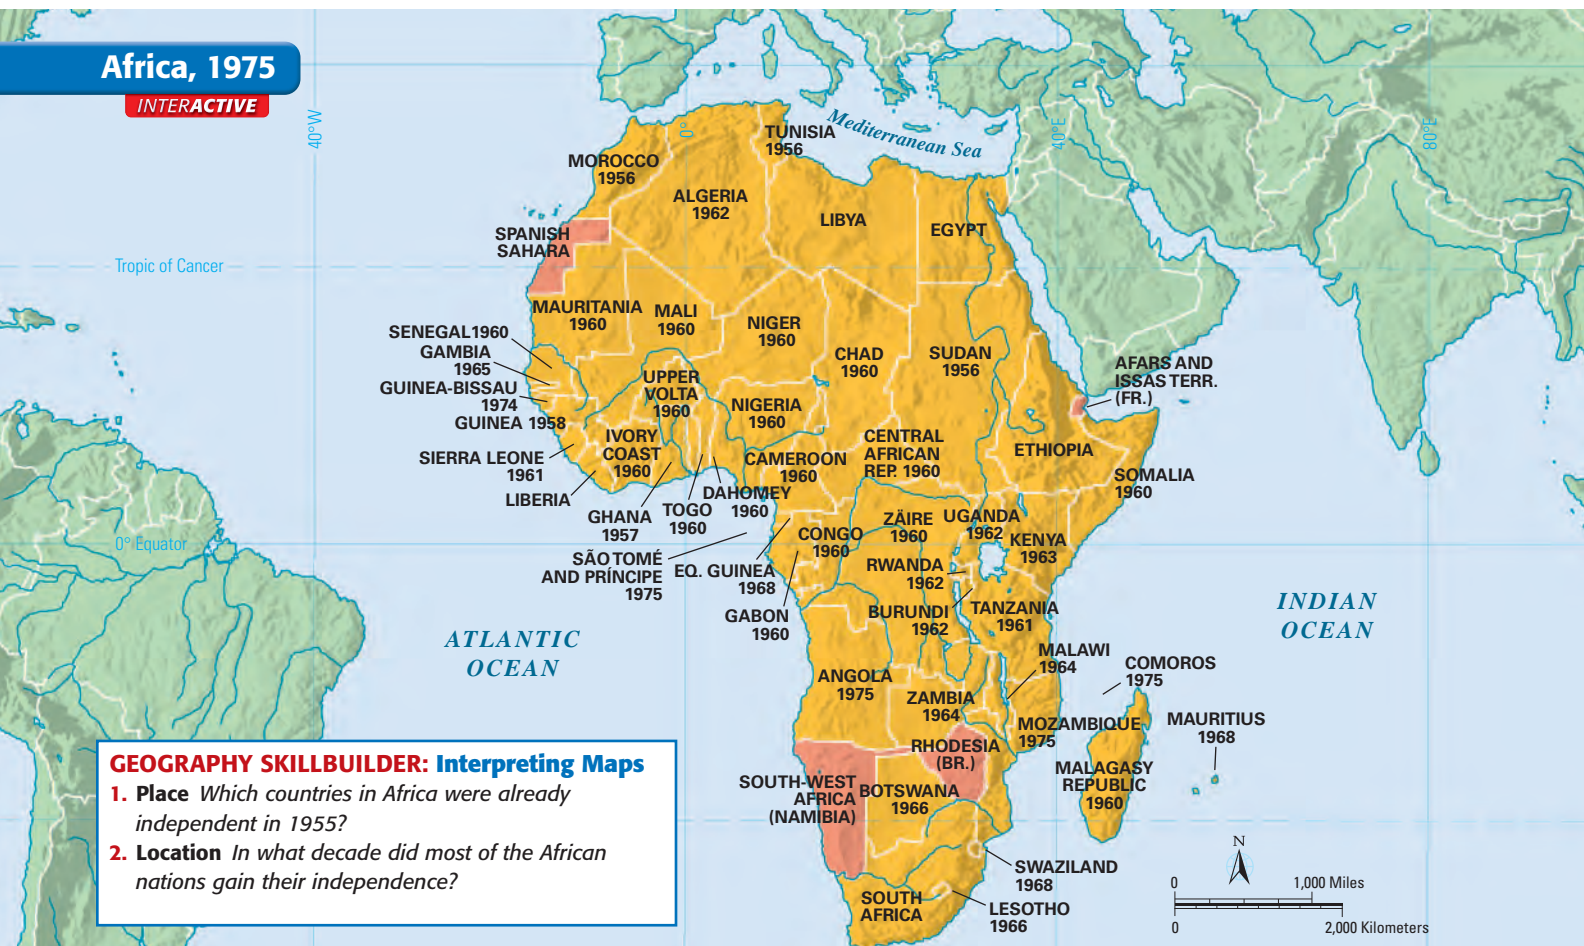 Africa, 1975
INTERACTIVE
40°W
0°
40°E
80°E
Mediterranean Sea
TUNISIA
1956
MOROCCO
1956
ALGERIA
1962
LIBYA
EGYPT
SPANISH
SAHARA
Tropic of Cancer
MAURITANIA
1960
MALI
1960
NIGER
1960
CHAD
1960
SUDAN
1956
SENEGAL 1960
GAMBIA
1965
GUINEA-BISSAU
1974
GUINEA 1958
SIERRA LEONE
1961
LIBERIA
UPPER
VOLTA
1960
IVORY
COAST
1960
NIGERIA
1960
CAMEROON
1960
CENTRAL
AFRICAN
REP. 1960
AFARS AND
ISSAS TERR.
(FR.)
ETHIOPIA
SOMALIA
1960
GHANA
1957
TOGO
1960
DAHOMEY
1960
0° Equator
SÃO TOMÉ
AND PRÍNCIPE
1975
EQ. GUINEA
1968
GABON
1960
CONGO
1960
ZÄIRE
1960
UGANDA
1962
KENYA
1963
RWANDA
1962
BURUNDI
1962
TANZANIA
1961
ATLANTIC
OCEAN
INDIAN
OCEAN
MALAWI
1964
COMOROS
1975
ANGOLA
1975
ZAMBIA
1964
MOZAMBIQUE
1975
MAURITIUS
1968
RHODESIA
(BR.)
SOUTH-WEST
AFRICA
(NAMIBIA)
BOTSWANA
1966
MALAGASY
REPUBLIC
1960
SWAZILAND
1968
SOUTH
AFRICA
LESOTHO
1966
N
0
1,000 Miles
0
2,000 Kilometers
GEOGRAPHY SKILLBUILDER: Interpreting Maps
1. Place Which countries in Africa were already
independent in 1955?
2. Location In what decade did most of the African
nations gain their independence?